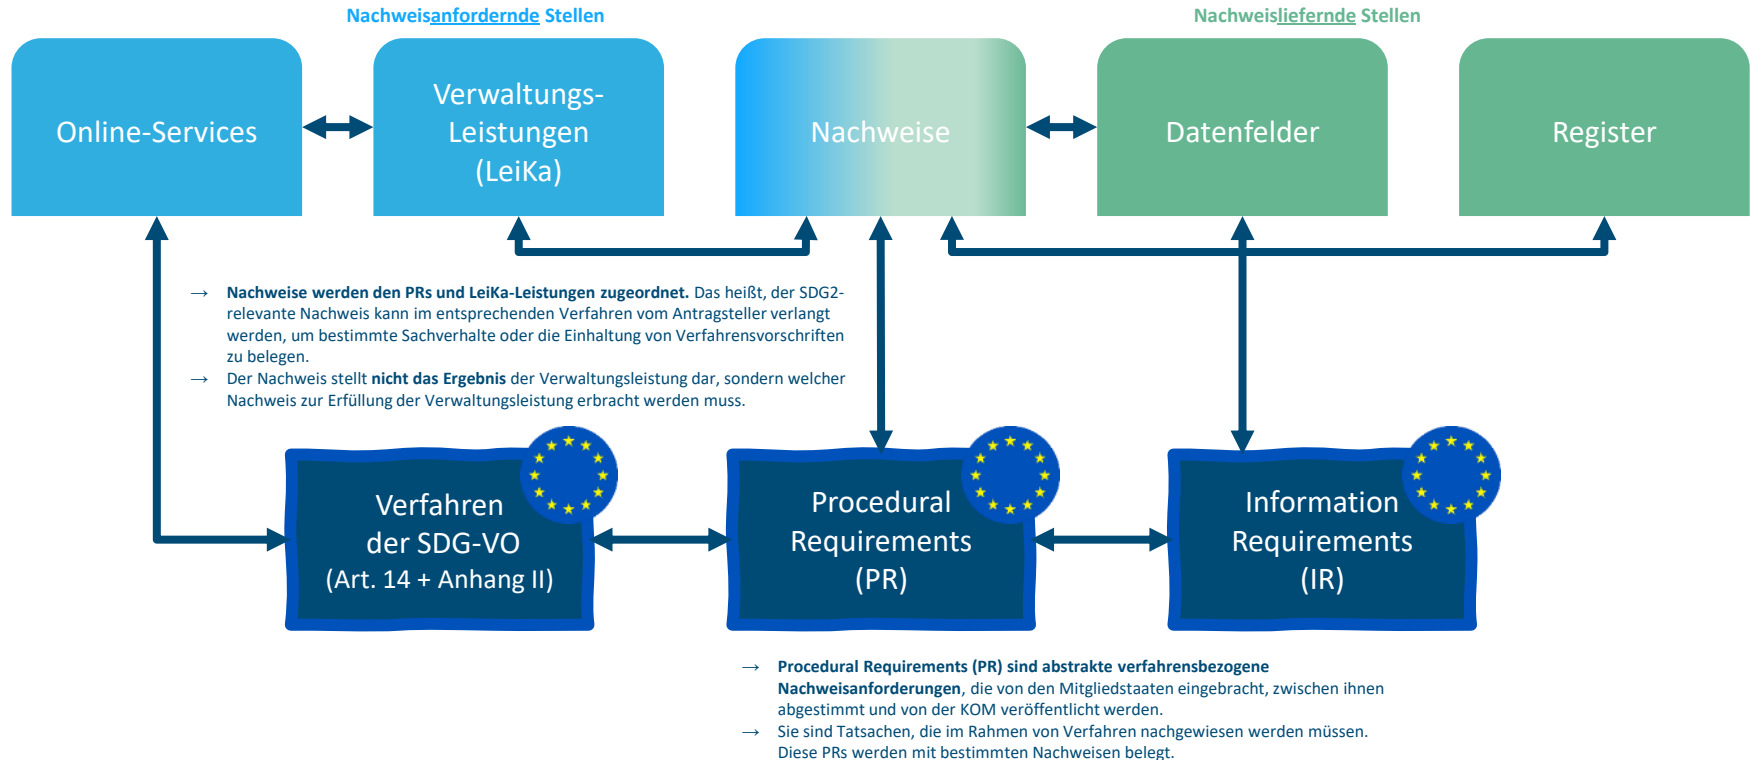 Nachweisanfordernde Stellen
Nachweisliefernde Stellen
Online-Services
Verwaltungs-
Leistungen
(LeiKa)
Nachweise
Datenfelder
Register
→ Nachweise werden den PRs und LeiKa-Leistungen zugeordnet. Das heißt, der SDG2-
relevante Nachweis kann im entsprechenden Verfahren vom Antragsteller verlangt
werden, um bestimmte Sachverhalte oder die Einhaltung von Verfahrensvorschriften
zu belegen.
→ Der Nachweis stellt nicht das Ergebnis der Verwaltungsleistung dar, sondern welcher
Nachweis zur Erfüllung der Verwaltungsleistung erbracht werden muss.
Verfahren
der SDG-VO
(Art. 14 + Anhang II)
Procedural
Requirements
(PR)
Information
Requirements
(IR)
→ Procedural Requirements (PR) sind abstrakte verfahrensbezogene
Nachweisanforderungen, die von den Mitgliedstaaten eingebracht, zwischen ihnen
abgestimmt und von der KOM veröffentlicht werden.
→ Sie sind Tatsachen, die im Rahmen von Verfahren nachgewiesen werden müssen.
Diese PRs werden mit bestimmten Nachweisen belegt.